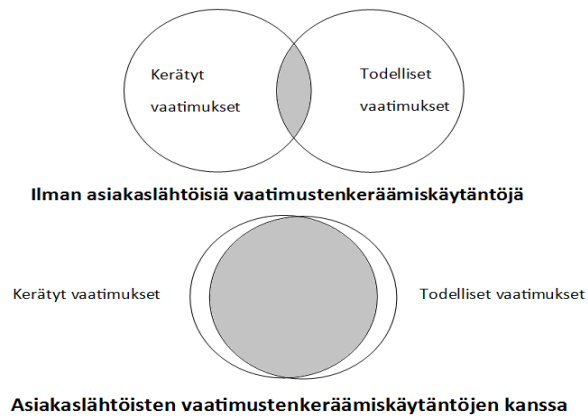 Kerätyt
vaatimukset
Todelliset
vaatimukset
Ilman asiakaslähtöisiä vaatimustenkeräämiskäytäntöjä
Kerätyt vaatimukset
Todelliset vaatimukset
Asiakaslähtöisten vaatimustenkeräämiskäytäntöjen kanssa